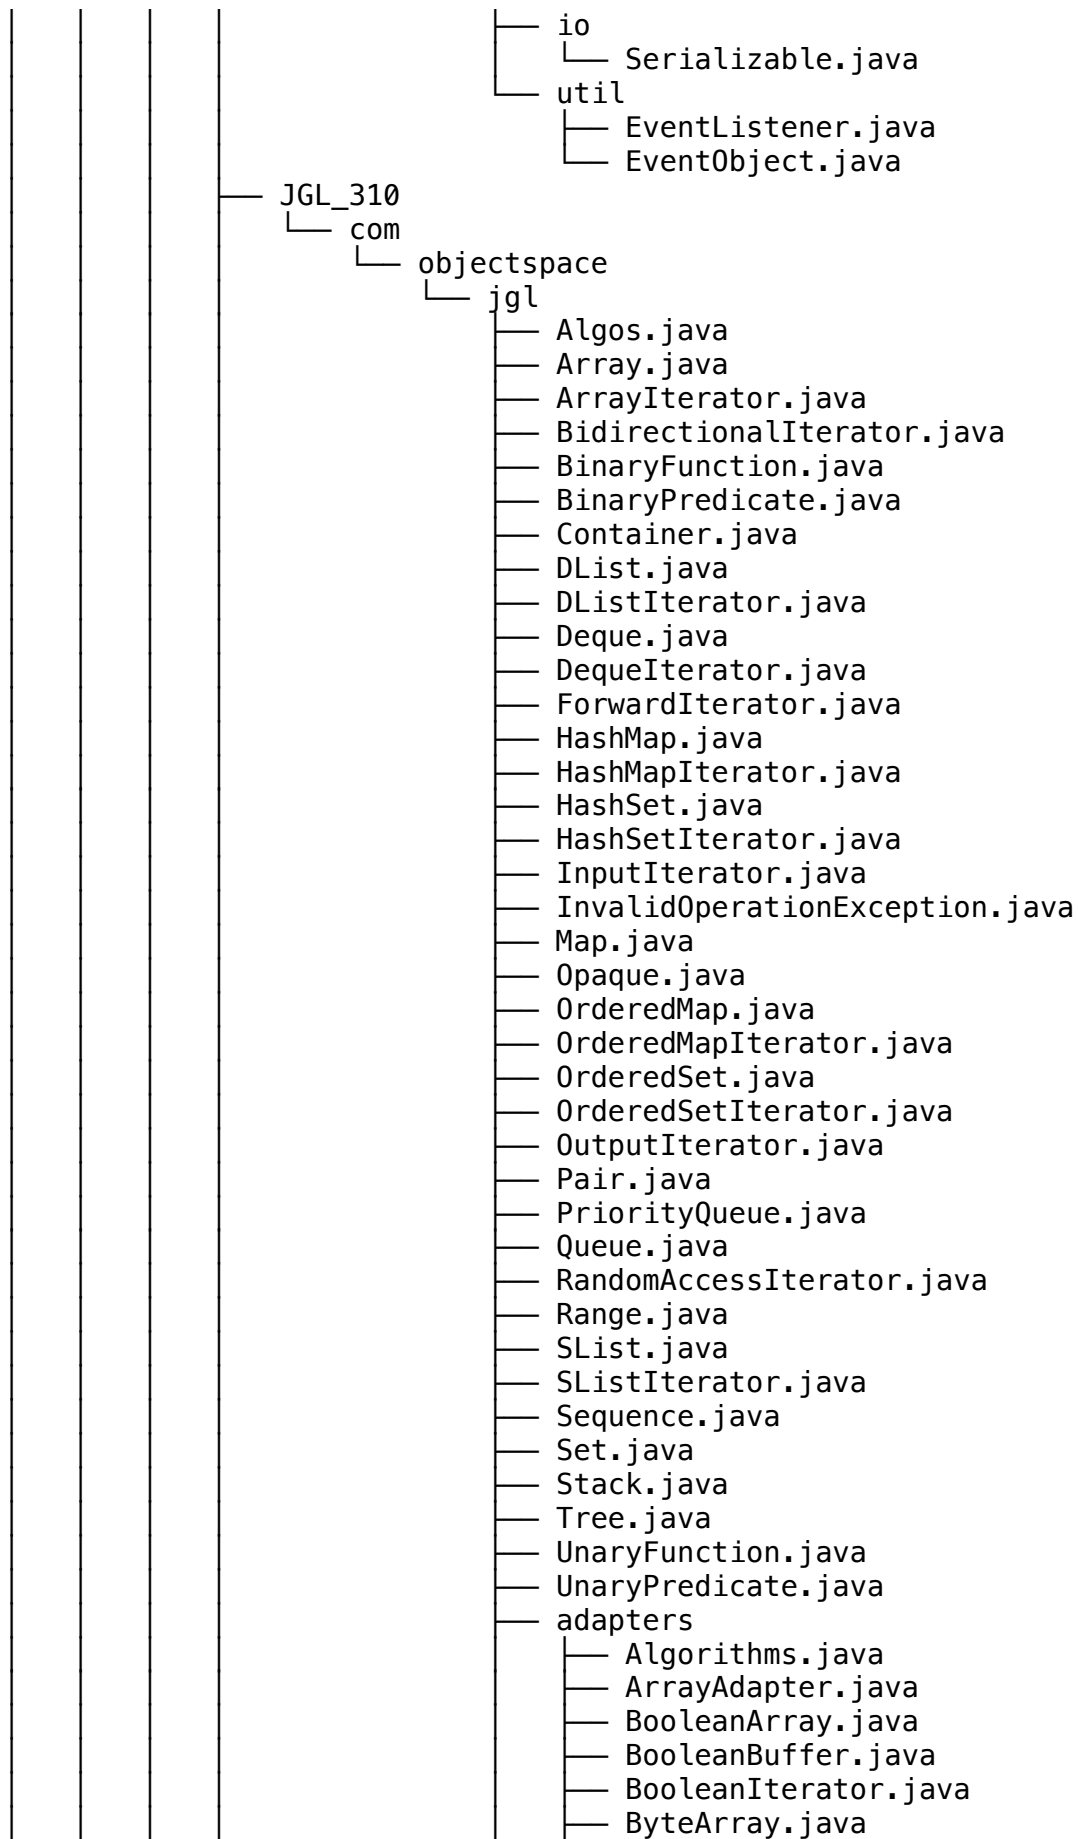 io
Serializable.java
util
EventListener.java
EventObject.java
JGL_310
com
objectspace
jgl
Algos.java
Array.java
ArrayIterator.java
BidirectionalIterator.java
BinaryFunction.java
BinaryPredicate.java
Container.java
DList.java
DListIterator.java
Deque.java
DequeIterator.java
ForwardIterator.java
HashMap.java
HashMapIterator.java
HashSet.java
HashSetIterator.java
InputIterator.java
InvalidOperationException.java
Map.java
Opaque.java
OrderedMap.java
OrderedMapIterator.java
OrderedSet.java
OrderedSetIterator.java
OutputIterator.java
Pair.java
PriorityQueue.java
Queue.java
RandomAccessIterator.java
Range.java
SList.java
SListIterator.java
Sequence.java
Set.java
Stack.java
Tree.java
UnaryFunction.java
UnaryPredicate.java
adapters
Algorithms.java
ArrayAdapter.java
BooleanArray.java
BooleanBuffer.java
BooleanIterator.java
ByteArray.java